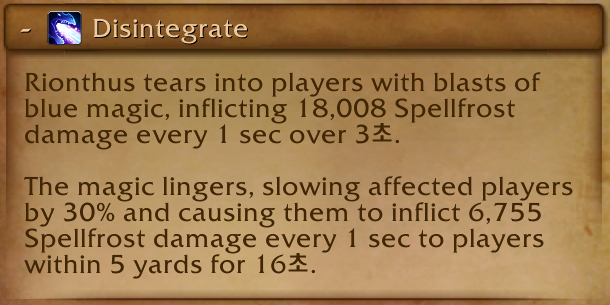 - Disintegrate
Rionthus tears into players with blasts of
blue magic, inflicting 18,008 Spellfrost
damage every 1 sec over 3초.
The magic lingers, slowing affected players
by 30% and causing them to inflict 6,755
Spellfrost damage every 1 sec to players
within 5 yards for 16초.